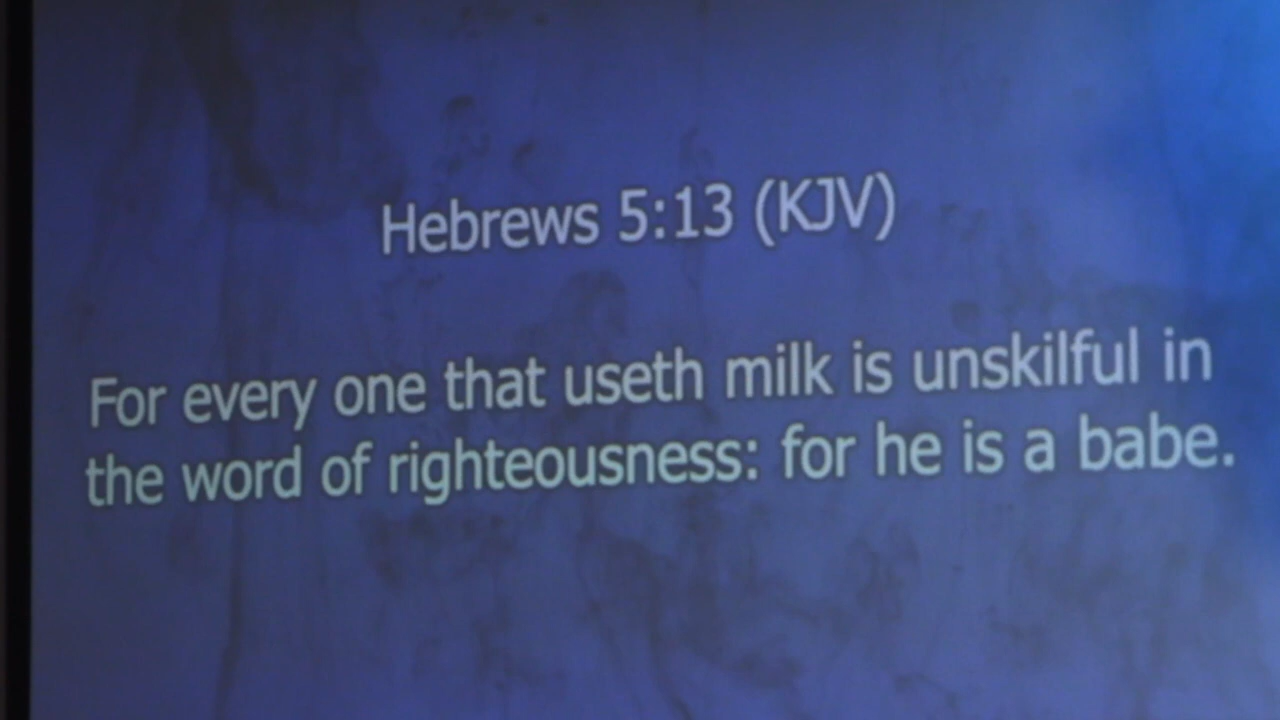 Hebrews 5:13 (KJV)
For every one that useth milk is unskilful in
the word of righteousness: for he is a babe.